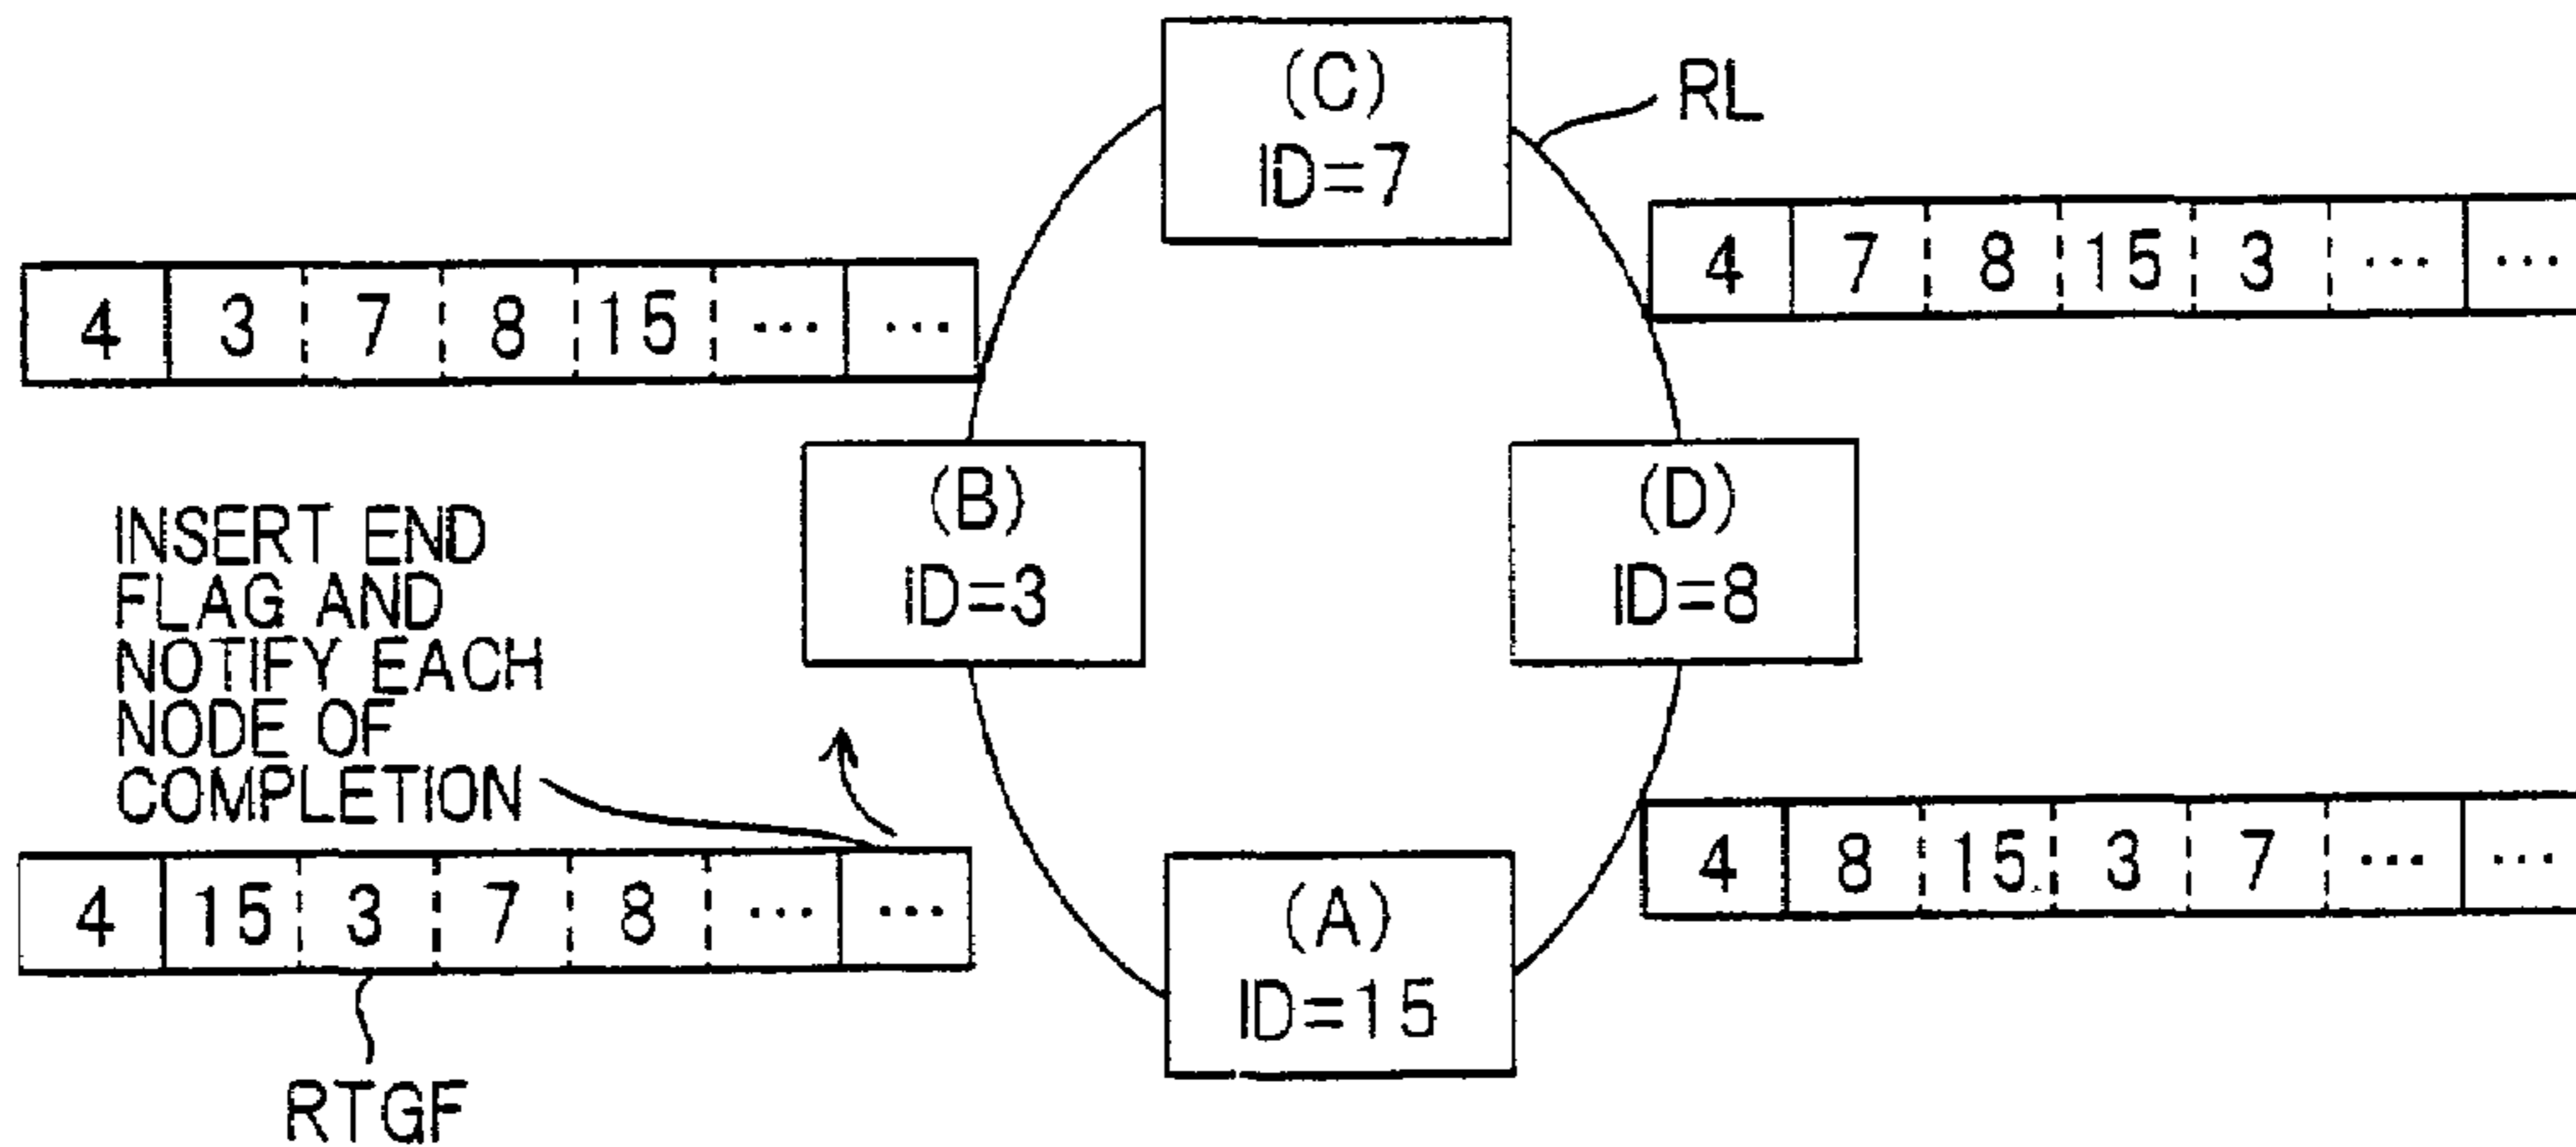 (C)
ID=7
RL
4 7 8 15 3 ... ...
4 3 7 8 15 ... ...
(B)
ID=3
(D)
ID=8
INSERT END
FLAG AND
NOTIFY EACH
NODE OF
COMPLETION
4 15 3 7 8 ... ...
RTGF
(A)
ID=15
4 8 15 3 7 ... ...